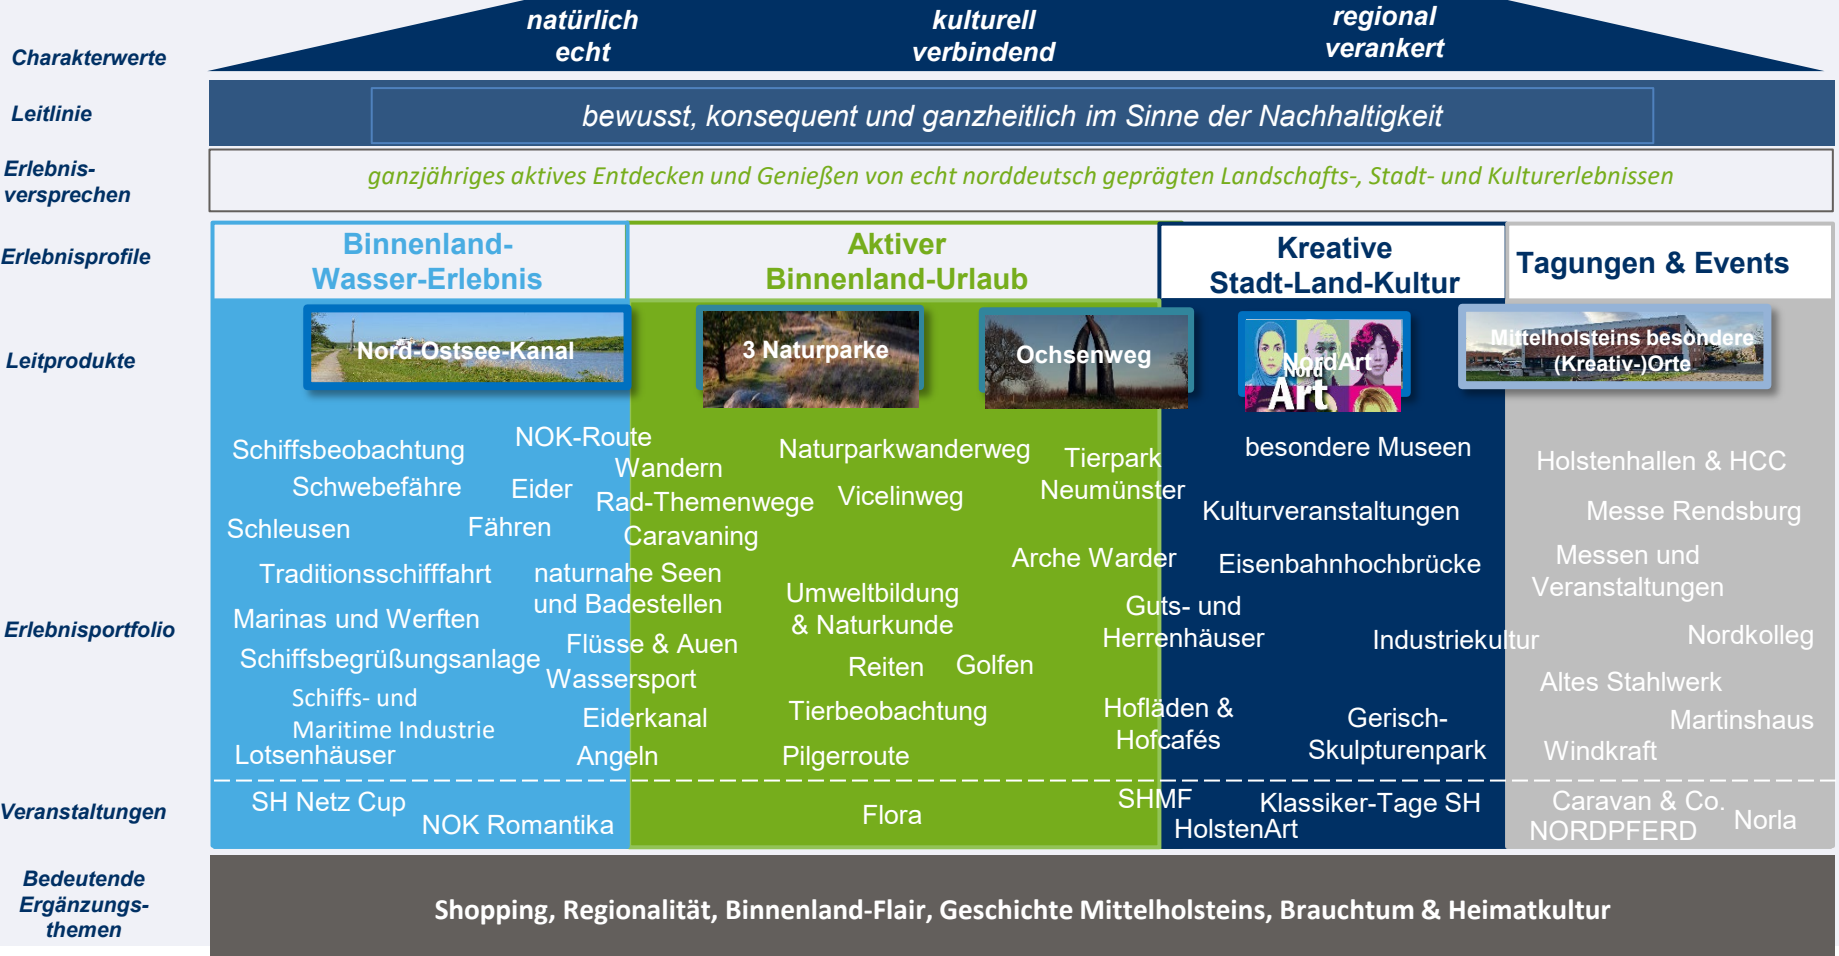 natürlich
echt
kulturell
verbindend
regional
verankert
Charakterwerte
Leitlinie
bewusst, konsequent und ganzheitlich im Sinne der Nachhaltigkeit
Erlebnis-
versprechen
ganzjähriges aktives Entdecken und Genießen von echt norddeutsch geprägten Landschafts-, Stadt- und Kulturerlebnissen
Erlebnisprofile
Binnenland-
Wasser-Erlebnis
Aktiver
Binnenland-Urlaub
Kreative
Stadt-Land-Kultur
Tagungen & Events
Leitprodukte
Nord-Ostsee-Kanal
3 Naturparke
Ochsenweg
NordArt
Nord
Art
Mittelholsteins besondere
(Kreativ-)Orte
Erlebnisportfolio
Schiffsbeobachtung
NOK-Route
Wandern
Schwebefähre
Eider
Rad-Themenwege
Schleusen
Fähren
Caravaning
Traditionsschifffahrt
naturnahe Seen
und Badestellen
Marinas und Werften
Flüsse & Auen
Schiffsbegrüßungsanlage
Wassersport
Schiffs- und
Maritime Industrie
Eiderkanal
Lotsenhäuser
Angeln
Naturparkwanderweg
Vicelinweg
Tierpark
Neumünster
Arche Warder
Umweltbildung
& Naturkunde
Guts- und
Herrenhäuser
Reiten
Golfen
Tierbeobachtung
Hofläden &
Hofcafés
Pilgerroute
besondere Museen
Kulturveranstaltungen
Eisenbahnhochbrücke
Industriekultur
Gerisch-
Skulpturenpark
Holstenhallen & HCC
Messe Rendsburg
Messen und
Veranstaltungen
Nordkolleg
Altes Stahlwerk
Martinshaus
Windkraft
Veranstaltungen
SH Netz Cup
NOK Romantika
Flora
SHMF
HolstenArt
Klassiker-Tage SH
Caravan & Co.
NORDPFERD
Norla
Bedeutende
Ergänzungs-
themen
Shopping, Regionalität, Binnenland-Flair, Geschichte Mittelholsteins, Brauchtum & Heimatkultur